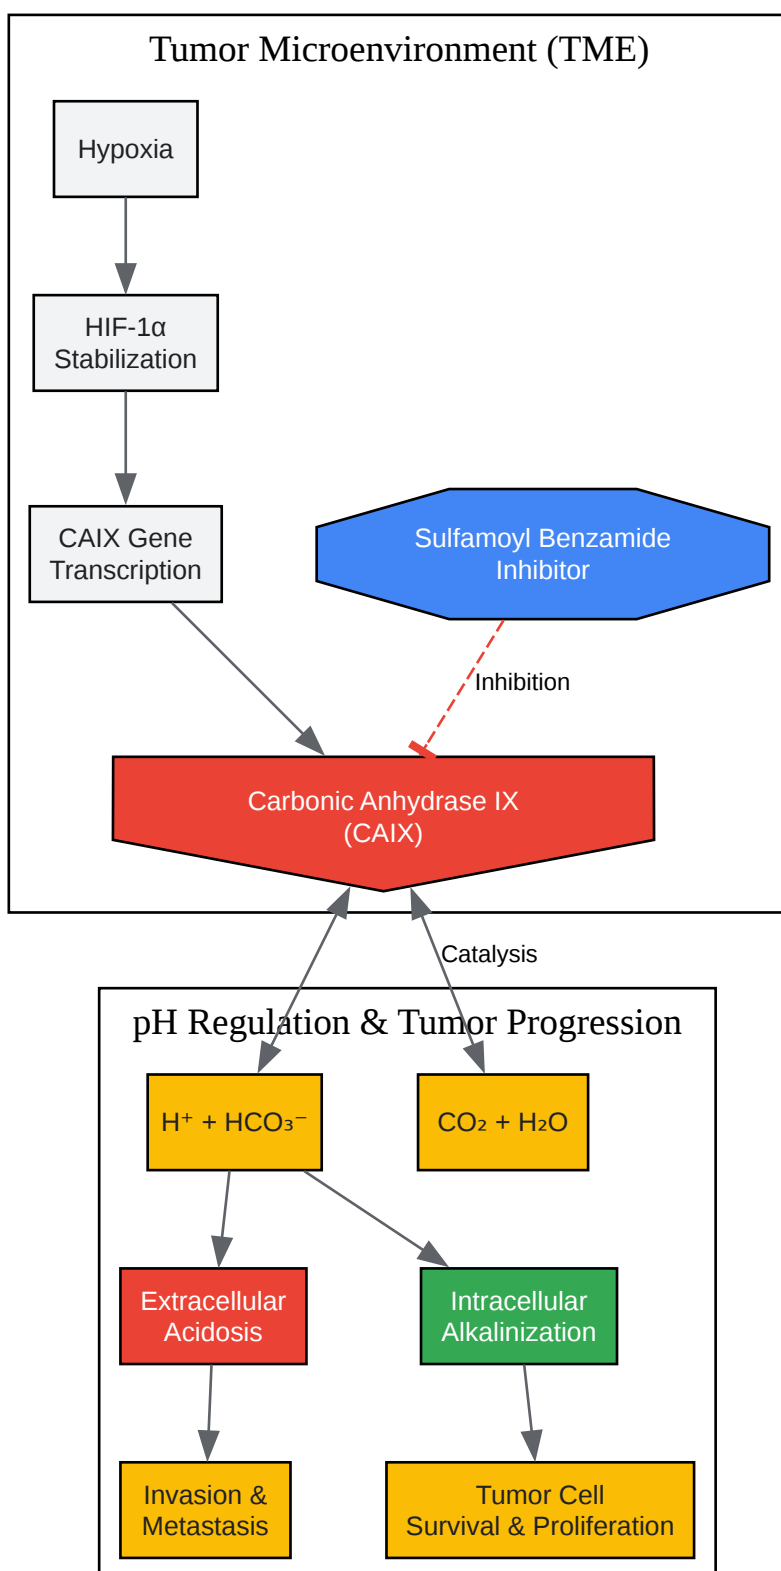 Tumor Microenvironment (TME)
Hypoxia
HIF-1α
Stabilization
CAIX Gene
Transcription
Sulfamoyl Benzamide
Inhibitor
Inhibition
Carbonic Anhydrase IX
(CAIX)
Catalysis
pH Regulation & Tumor Progression
H⁺ + HCO₃⁻
CO₂ + H₂O
Extracellular
Acidosis
Intracellular
Alkalinization
Invasion &
Metastasis
Tumor Cell
Survival & Proliferation